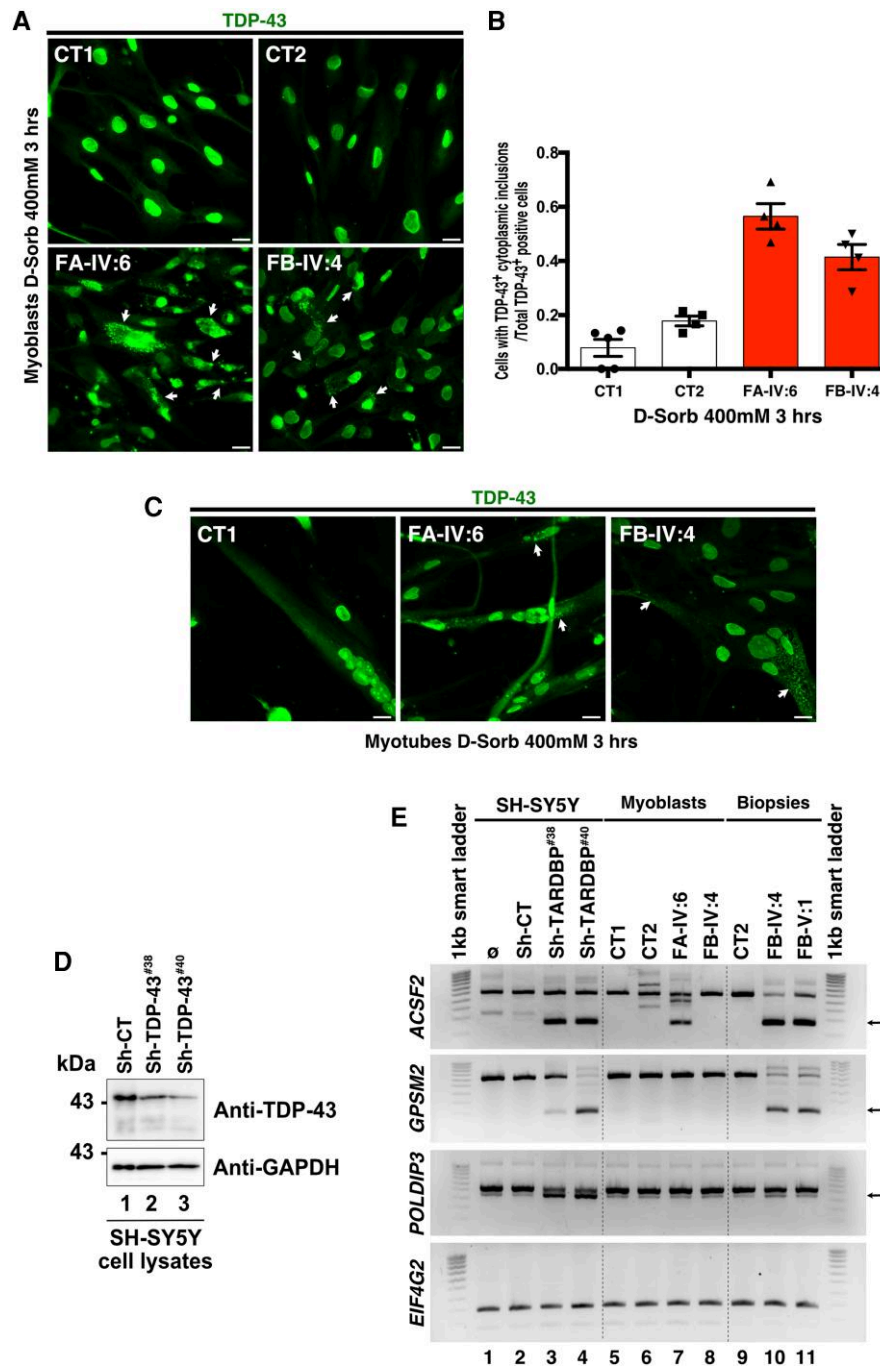 A
TDP-43
CT1
CT2
FA-IV:6
FB-IV:4
Myoblasts D-Sorb 400mM 3 hrs
B
Cells with TDP-43+ cytoplasmic inclusions
/Total TDP-43+ positive cells
0.8
0.6
0.4
0.2
0.0
CT1
CT2
FA-IV:6
FB-IV:4
D-Sorb 400mM 3 hrs
C
TDP-43
CT1
FA-IV:6
FB-IV:4
Myotubes D-Sorb 400mM 3 hrs
D
Sh-CT
Sh-TDP-43#38
Sh-TDP-43#40
kDa
43
Anti-TDP-43
43
Anti-GAPDH
1 2 3
SH-SY5Y
cell lysates
E
SH-SY5Y
Myoblasts
Biopsies
1kb smart ladder
ø
Sh-CT
Sh-TARDBP#38
Sh-TARDBP#40
CT1
CT2
FA-IV:6
FB-IV:4
CT2
FB-IV:4
FB-V:1
1kb smart ladder
ACSF2
GPSM2
POLDIP3
EIF4G2
1 2 3 4 5 6 7 8 9 10 11